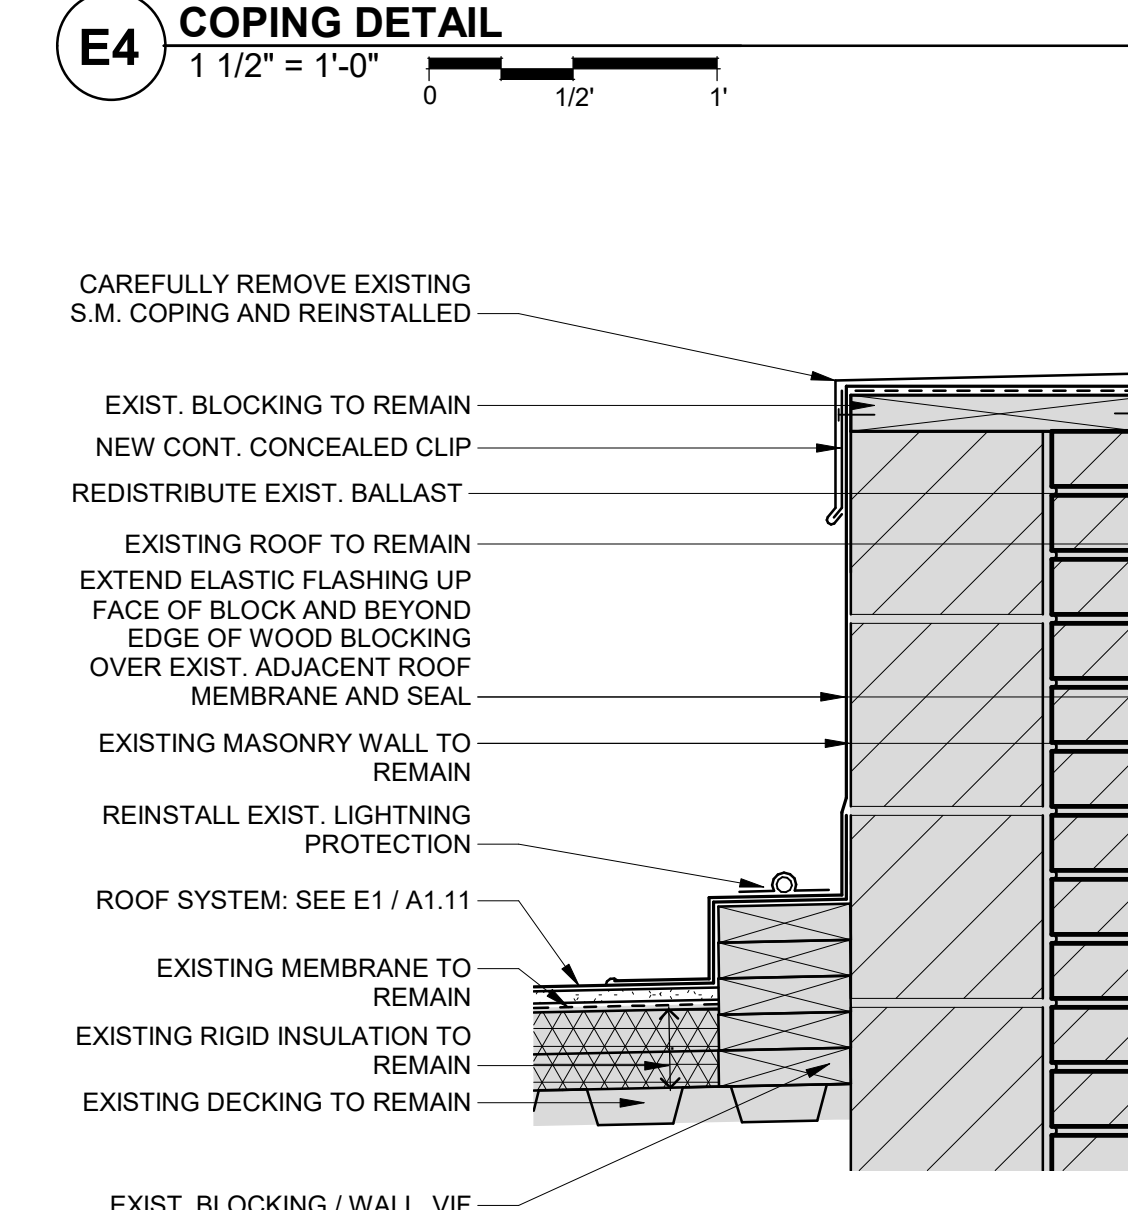 E4
COPING DETAIL
1 1/2" = 1'-0"
0 1/2' 1'
CAREFULLY REMOVE EXISTING
S.M. COPING AND REINSTALLED
EXIST. BLOCKING TO REMAIN
NEW CONT. CONCEALED CLIP
REDISTRIBUTE EXIST. BALLAST
EXISTING ROOF TO REMAIN
EXTEND ELASTIC FLASHING UP
FACE OF BLOCK AND BEYOND
EDGE OF WOOD BLOCKING
OVER EXIST. ADJACENT ROOF
MEMBRANE AND SEAL
EXISTING MASONRY WALL TO
REMAIN
REINSTALL EXIST. LIGHTNING
PROTECTION
ROOF SYSTEM: SEE E1 / A1.11
EXISTING MEMBRANE TO
REMAIN
EXISTING RIGID INSULATION TO
REMAIN
EXISTING DECKING TO REMAIN
EXIST. BLOCKING / WALL, VIF